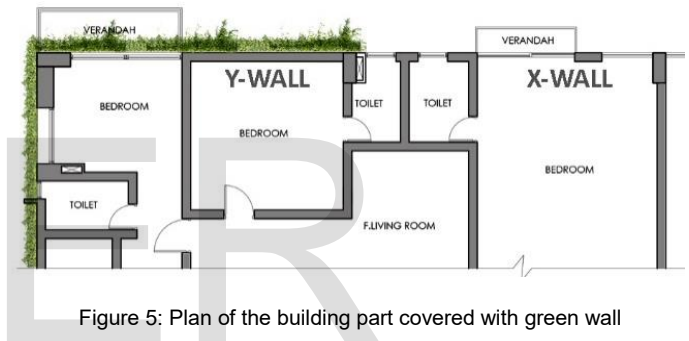 VERANDAH
VERANDAH
Y-WALL
X-WALL
BEDROOM
TOILET
TOILET
BEDROOM
BEDROOM
TOILET
F.LIVING ROOM
ER
Figure 5: Plan of the building part covered with green wall